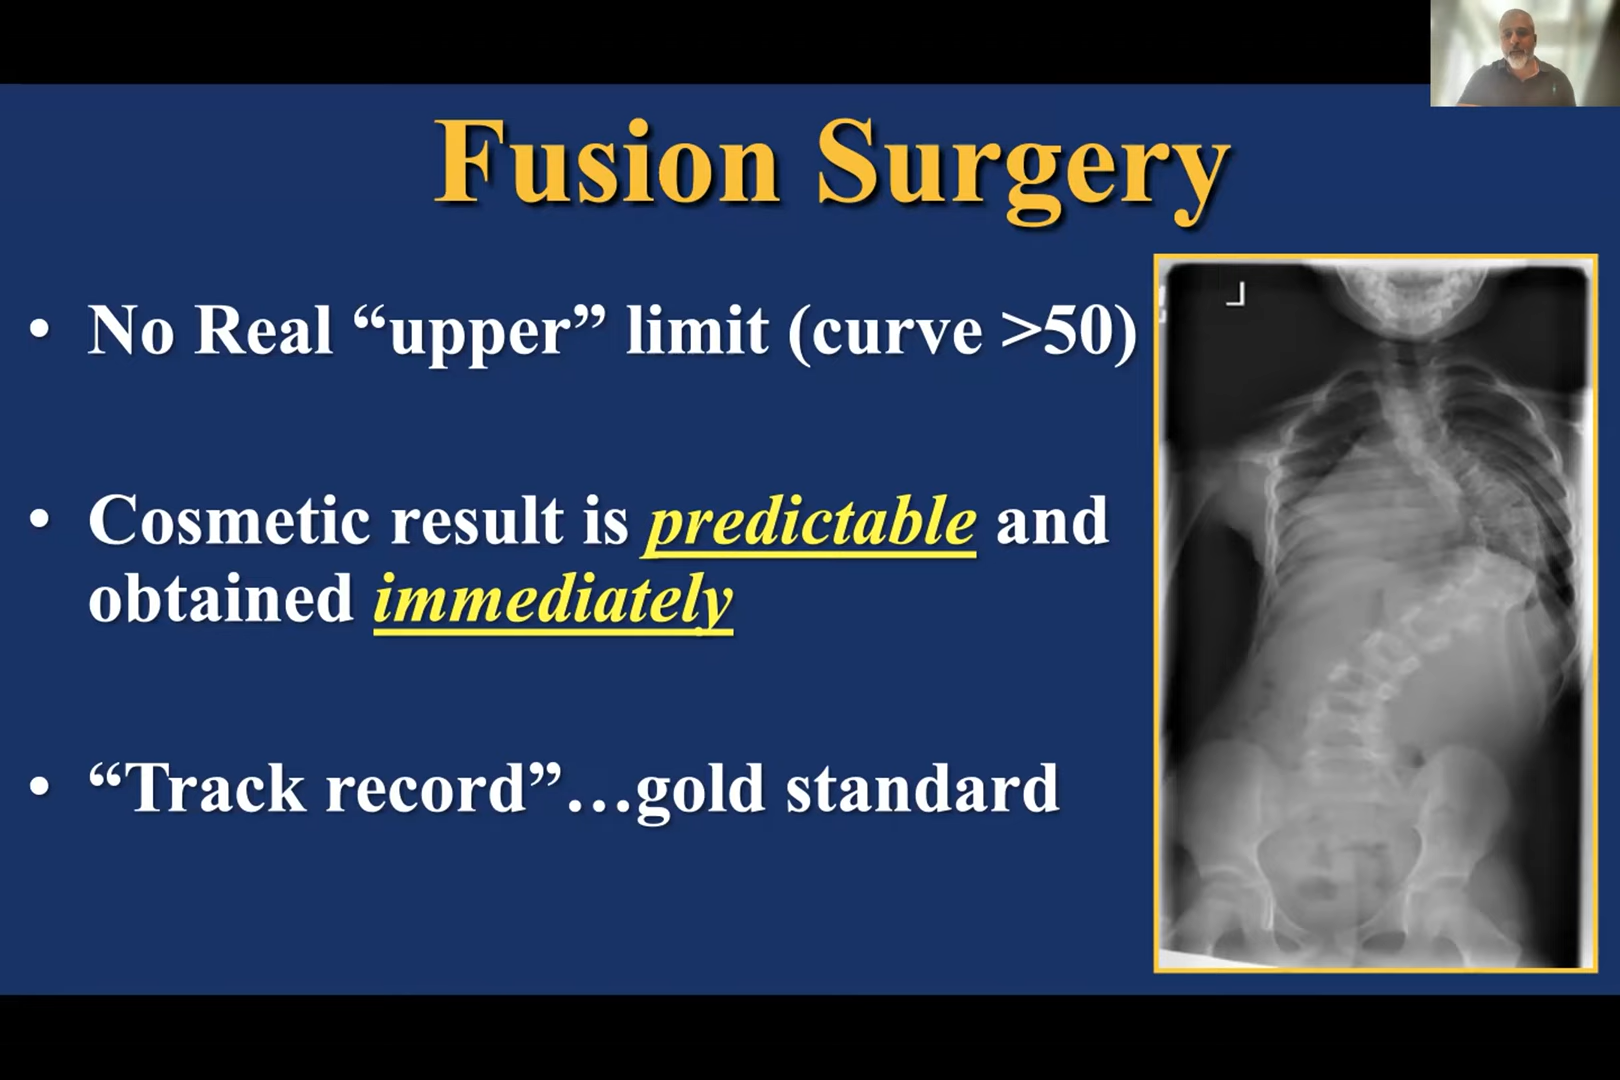 Fusion Surgery
• No Real “upper” limit (curve >50)
• Cosmetic result is predictable and
obtained immediately
• “Track record”…gold standard
L